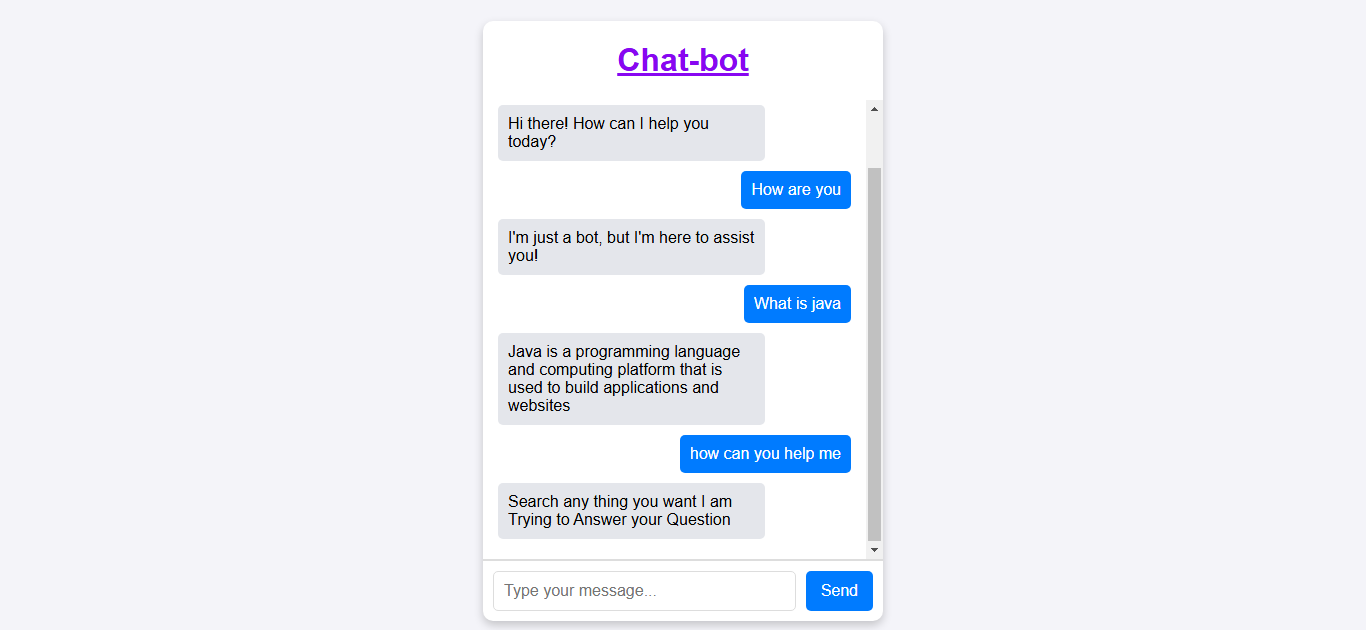 Chat-bot
Hi there! How can I help you
today?
How are you
I'm just a bot, but I'm here to assist
you!
What is java
Java is a programming language
and computing platform that is
used to build applications and
websites
how can you help me
Search any thing you want I am
Trying to Answer your Question
Type your message...
Send